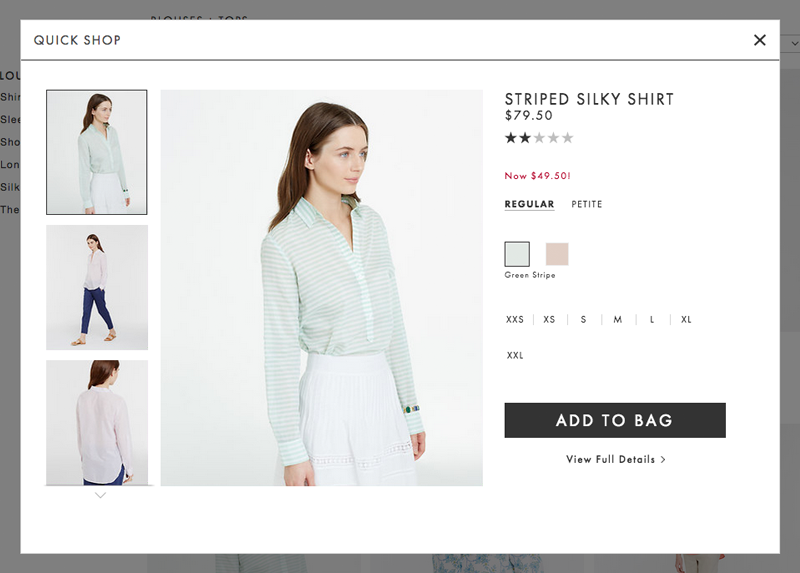 BLOUSES + TOPS
QUICK SHOP
STRIPED SILKY SHIRT
$79.50
Now $49.50!
REGULAR PETITE
Green Stripe
XXS XS S M L XL
XXL
ADD TO BAG
View Full Details >
LOU
Shir
Slee
Sho
Lon
Silk
The